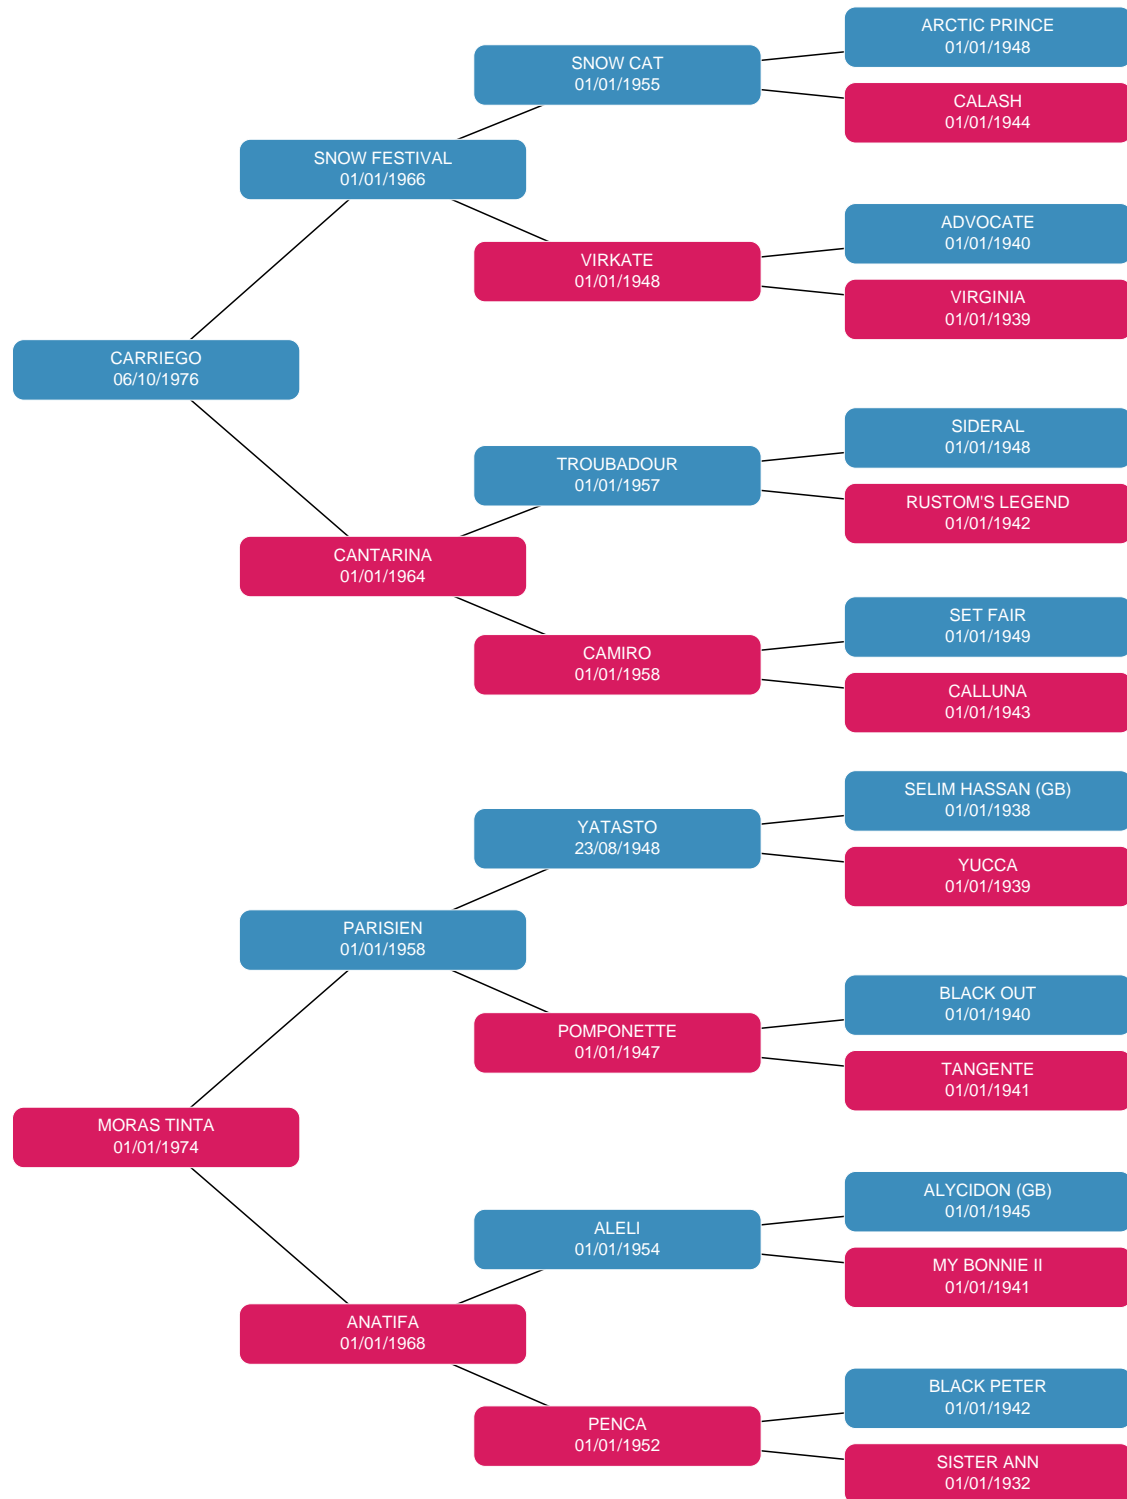 ARCTIC PRINCE
01/01/1948
SNOW CAT
01/01/1955
CALASH
01/01/1944
SNOW FESTIVAL
01/01/1966
ADVOCATE
01/01/1940
VIRKATE
01/01/1948
VIRGINIA
01/01/1939
CARRIEGO
06/10/1976
SIDERAL
01/01/1948
TROUBADOUR
01/01/1957
RUSTOM'S LEGEND
01/01/1942
CANTARINA
01/01/1964
SET FAIR
01/01/1949
CAMIRO
01/01/1958
CALLUNA
01/01/1943
SELIM HASSAN (GB)
01/01/1938
YATASTO
23/08/1948
YUCCA
01/01/1939
PARISIEN
01/01/1958
BLACK OUT
01/01/1940
POMPONETTE
01/01/1947
TANGENTE
01/01/1941
MORAS TINTA
01/01/1974
ALYCIDON (GB)
01/01/1945
ALELI
01/01/1954
MY BONNIE II
01/01/1941
ANATIFA
01/01/1968
BLACK PETER
01/01/1942
PENCA
01/01/1952
SISTER ANN
01/01/1932